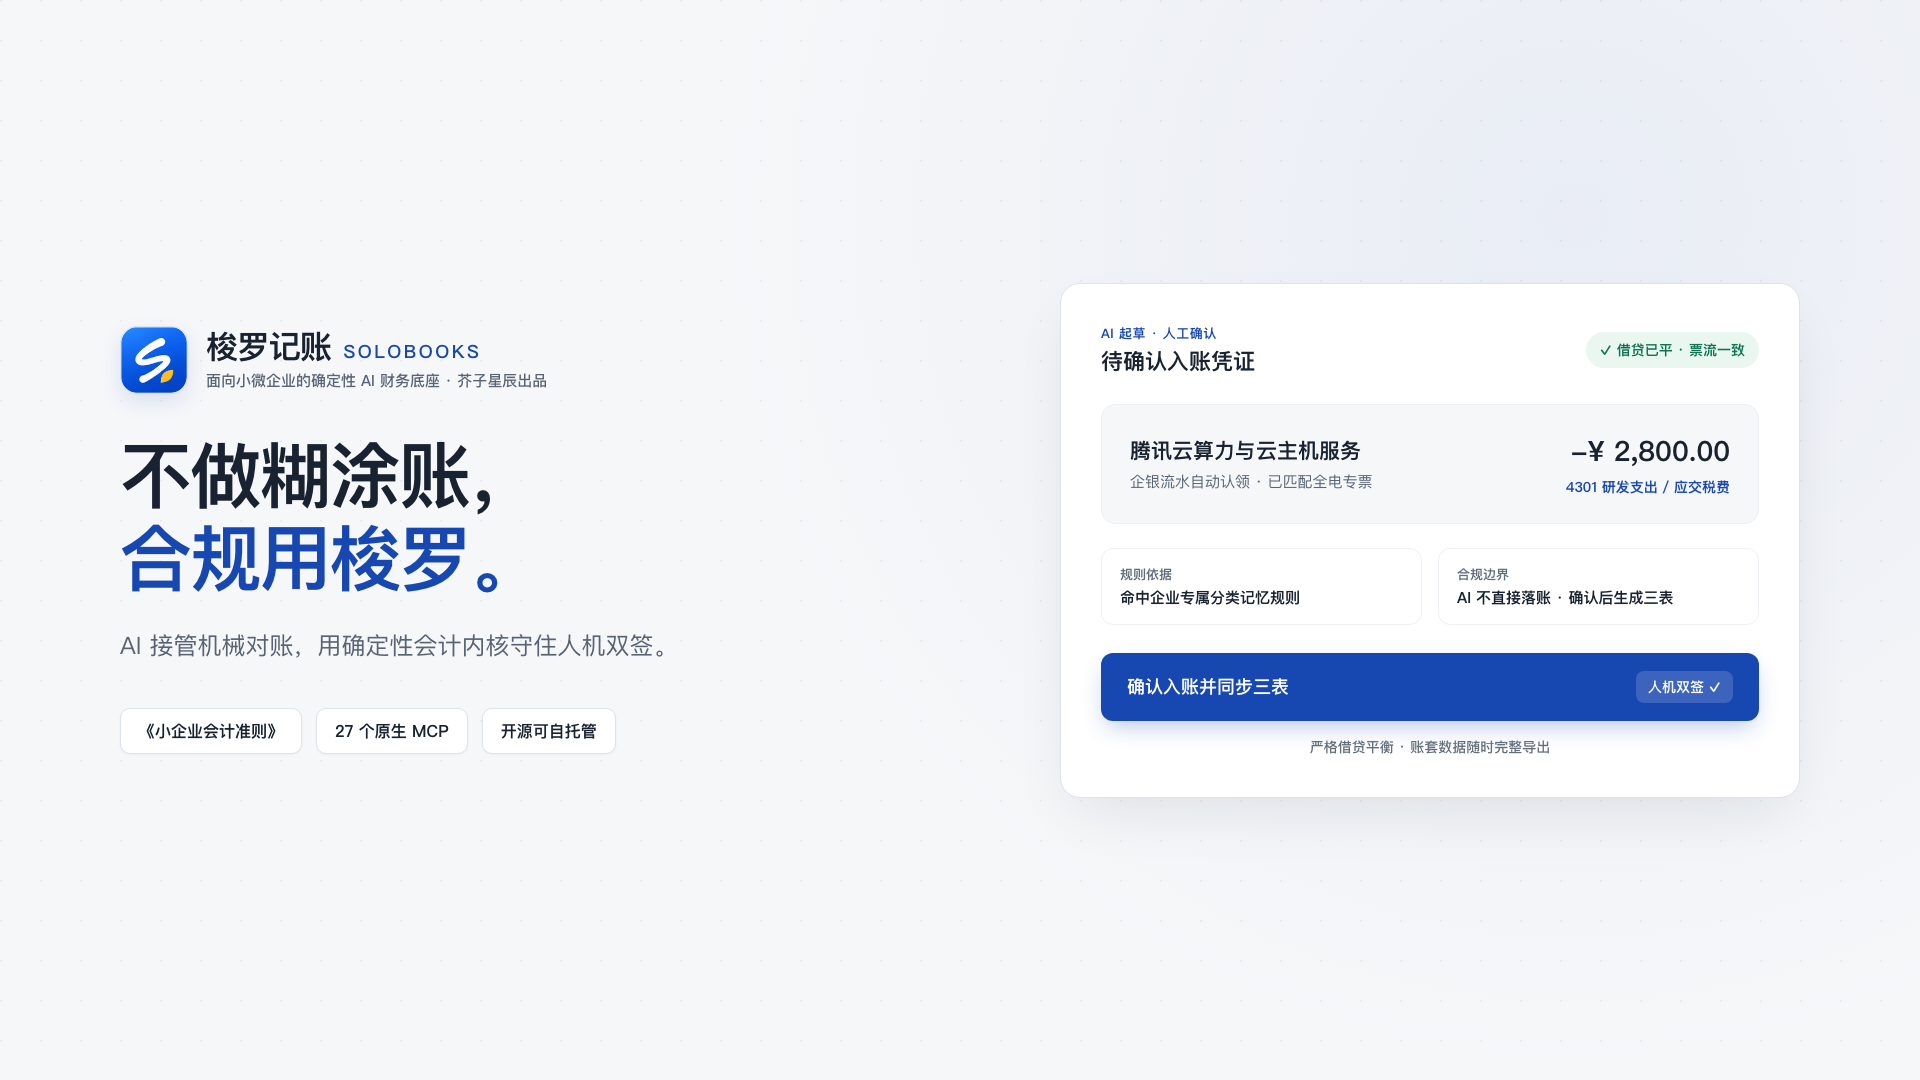 梭罗记账 SOLOBOOKS
面向小微企业的确定性 AI 财务底座 · 芥子星辰出品
不做糊涂账，
合规用梭罗。
AI 接管机械对账，用确定性会计内核守住人机双签。
《小企业会计准则》
27 个原生 MCP
开源可自托管
AI 起草 · 人工确认
待确认入账凭证
✓ 借贷已平 · 票流一致
腾讯云算力与云主机服务
–¥ 2,800.00
企银流水自动认领 · 已匹配全电专票
4301 研发支出 / 应交税费
规则依据
命中企业专属分类记忆规则
合规边界
AI 不直接落账 · 确认后生成三表
确认入账并同步三表
人机双签 ✓
严格借贷平衡 · 账套数据随时完整导出